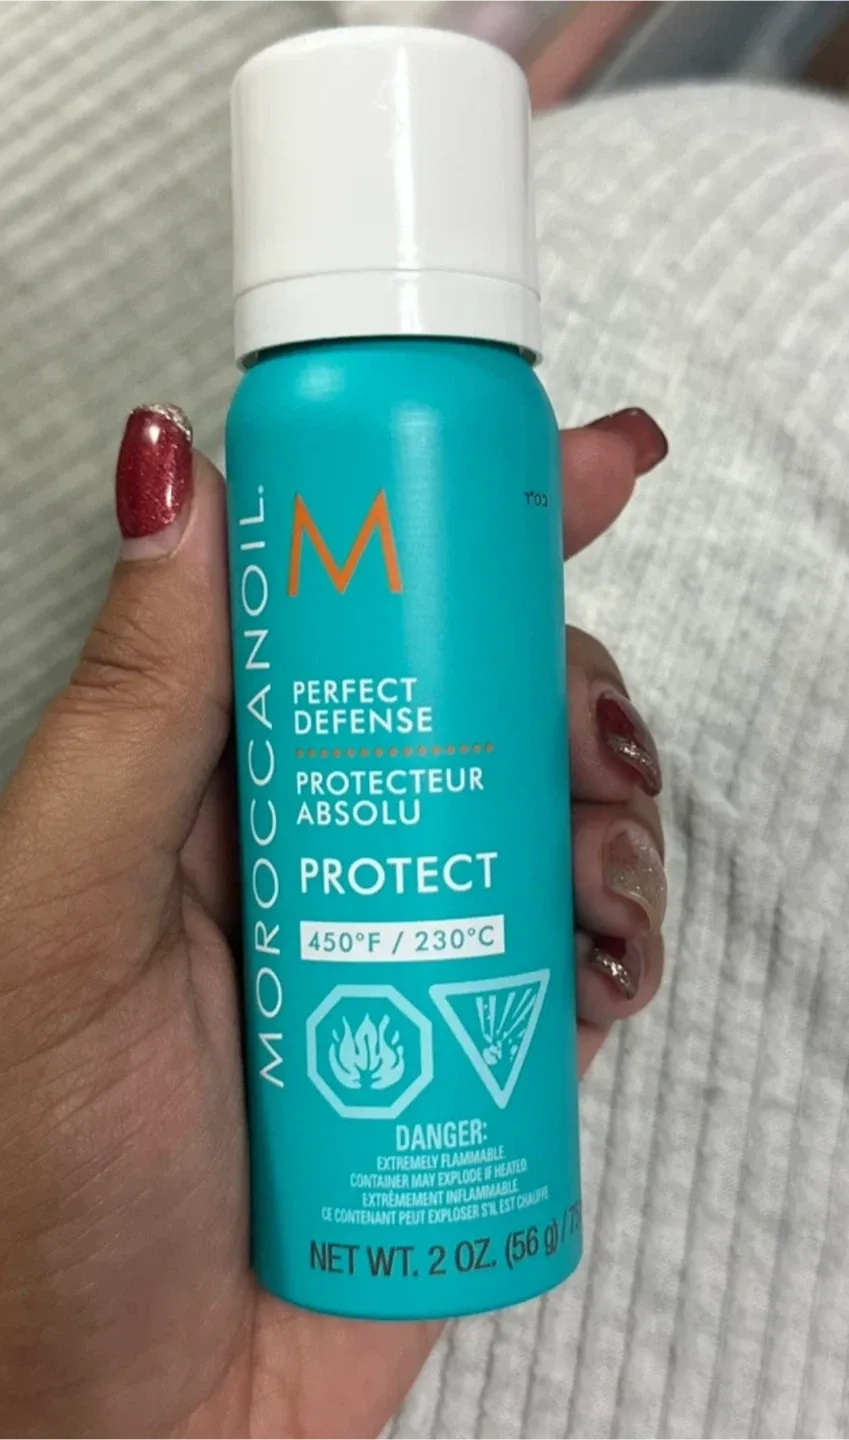 MOROCCANOIL.
M
PERFECT
DEFENSE
PROTECTEUR
ABSOLU
PROTECT
450°F / 230°C
DANGER:
EXTREMELY FLAMMABLE
CONTAINER MAY EXPLODE IF HEATED
EXTRÊMEMENT INFLAMMABLE
CE CONTENANT PEUT EXPLOSER S'IL EST CHAUFFÉ
NET WT. 2 OZ. (56 g) /